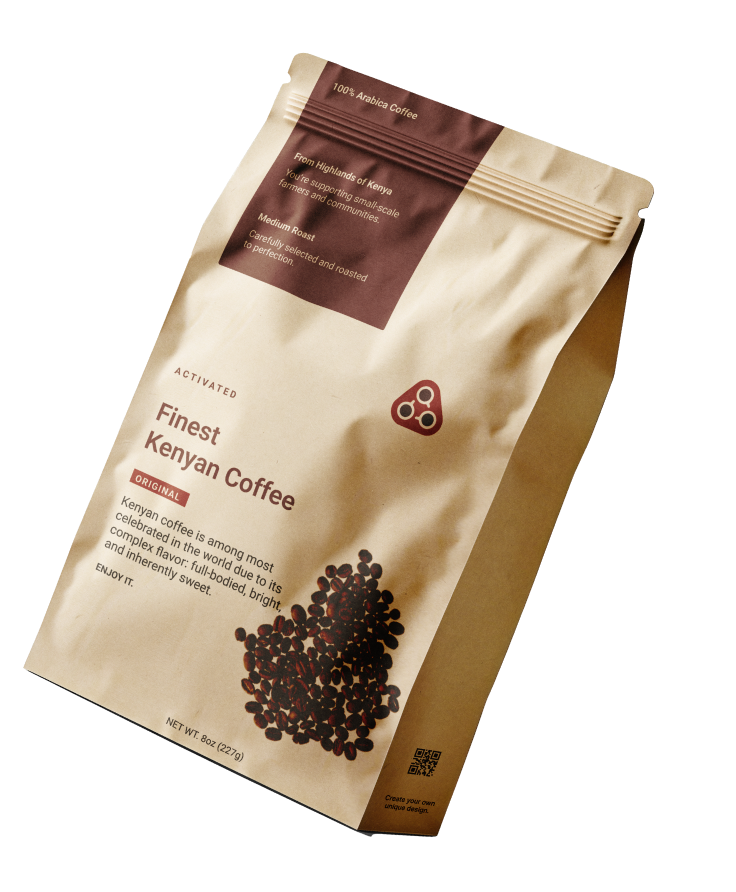 100% Arabica Coffee
From Highlands of Kenya
You're supporting small-scale
farmers and communities.
Medium Roast
Carefully selected and roasted
to perfection.
ACTIVATED
Finest
Kenyan Coffee
ORIGINAL
Kenyan coffee is among most
celebrated in the world due to its
complex flavor: full-bodied, bright,
and inherently sweet.
ENJOY IT.
NET WT. 8oz (227g)
Create your own
unique design.